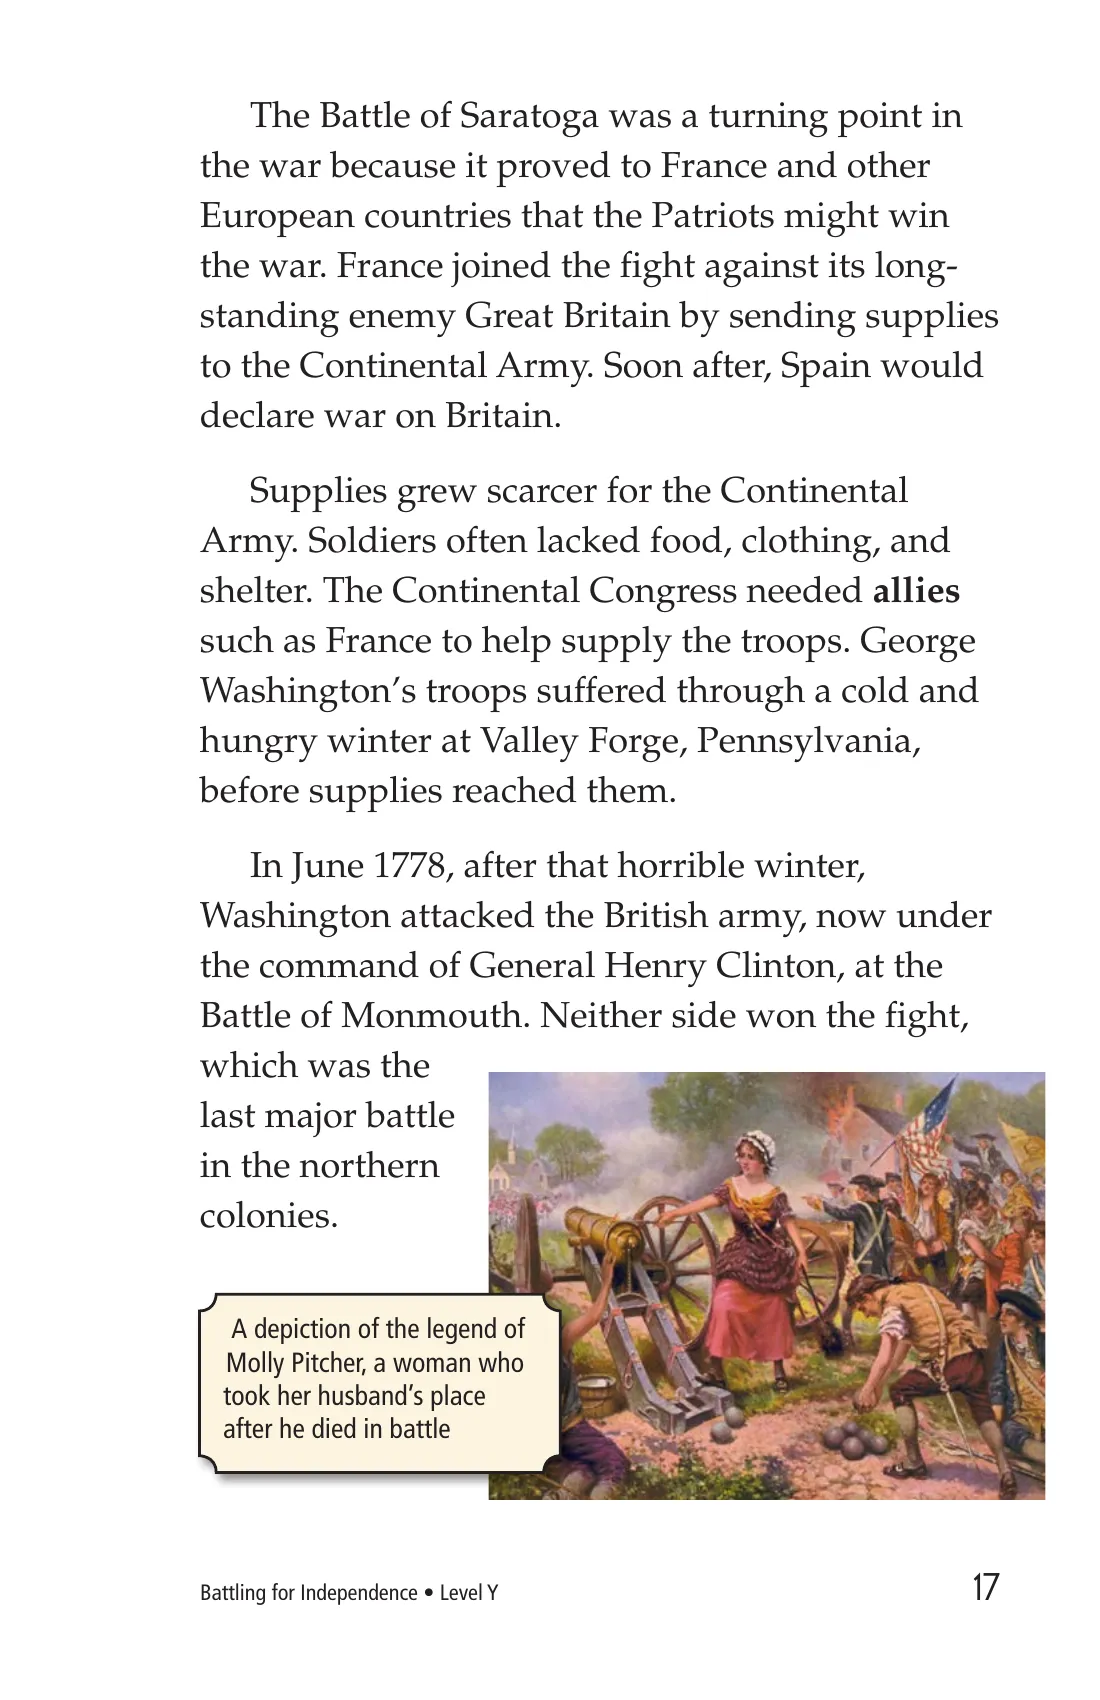 The Battle of Saratoga was a turning point in
the war because it proved to France and other
European countries that the Patriots might win
the war. France joined the fight against its long-
standing enemy Great Britain by sending supplies
to the Continental Army. Soon after, Spain would
declare war on Britain.
Supplies grew scarcer for the Continental
Army. Soldiers often lacked food, clothing, and
shelter. The Continental Congress needed allies
such as France to help supply the troops. George
Washington’s troops suffered through a cold and
hungry winter at Valley Forge, Pennsylvania,
before supplies reached them.
In June 1778, after that horrible winter,
Washington attacked the British army, now under
the command of General Henry Clinton, at the
Battle of Monmouth. Neither side won the fight,
which was the
last major battle
in the northern
colonies.
A depiction of the legend of
Molly Pitcher, a woman who
took her husband’s place
after he died in battle
Battling for Independence • Level Y
17